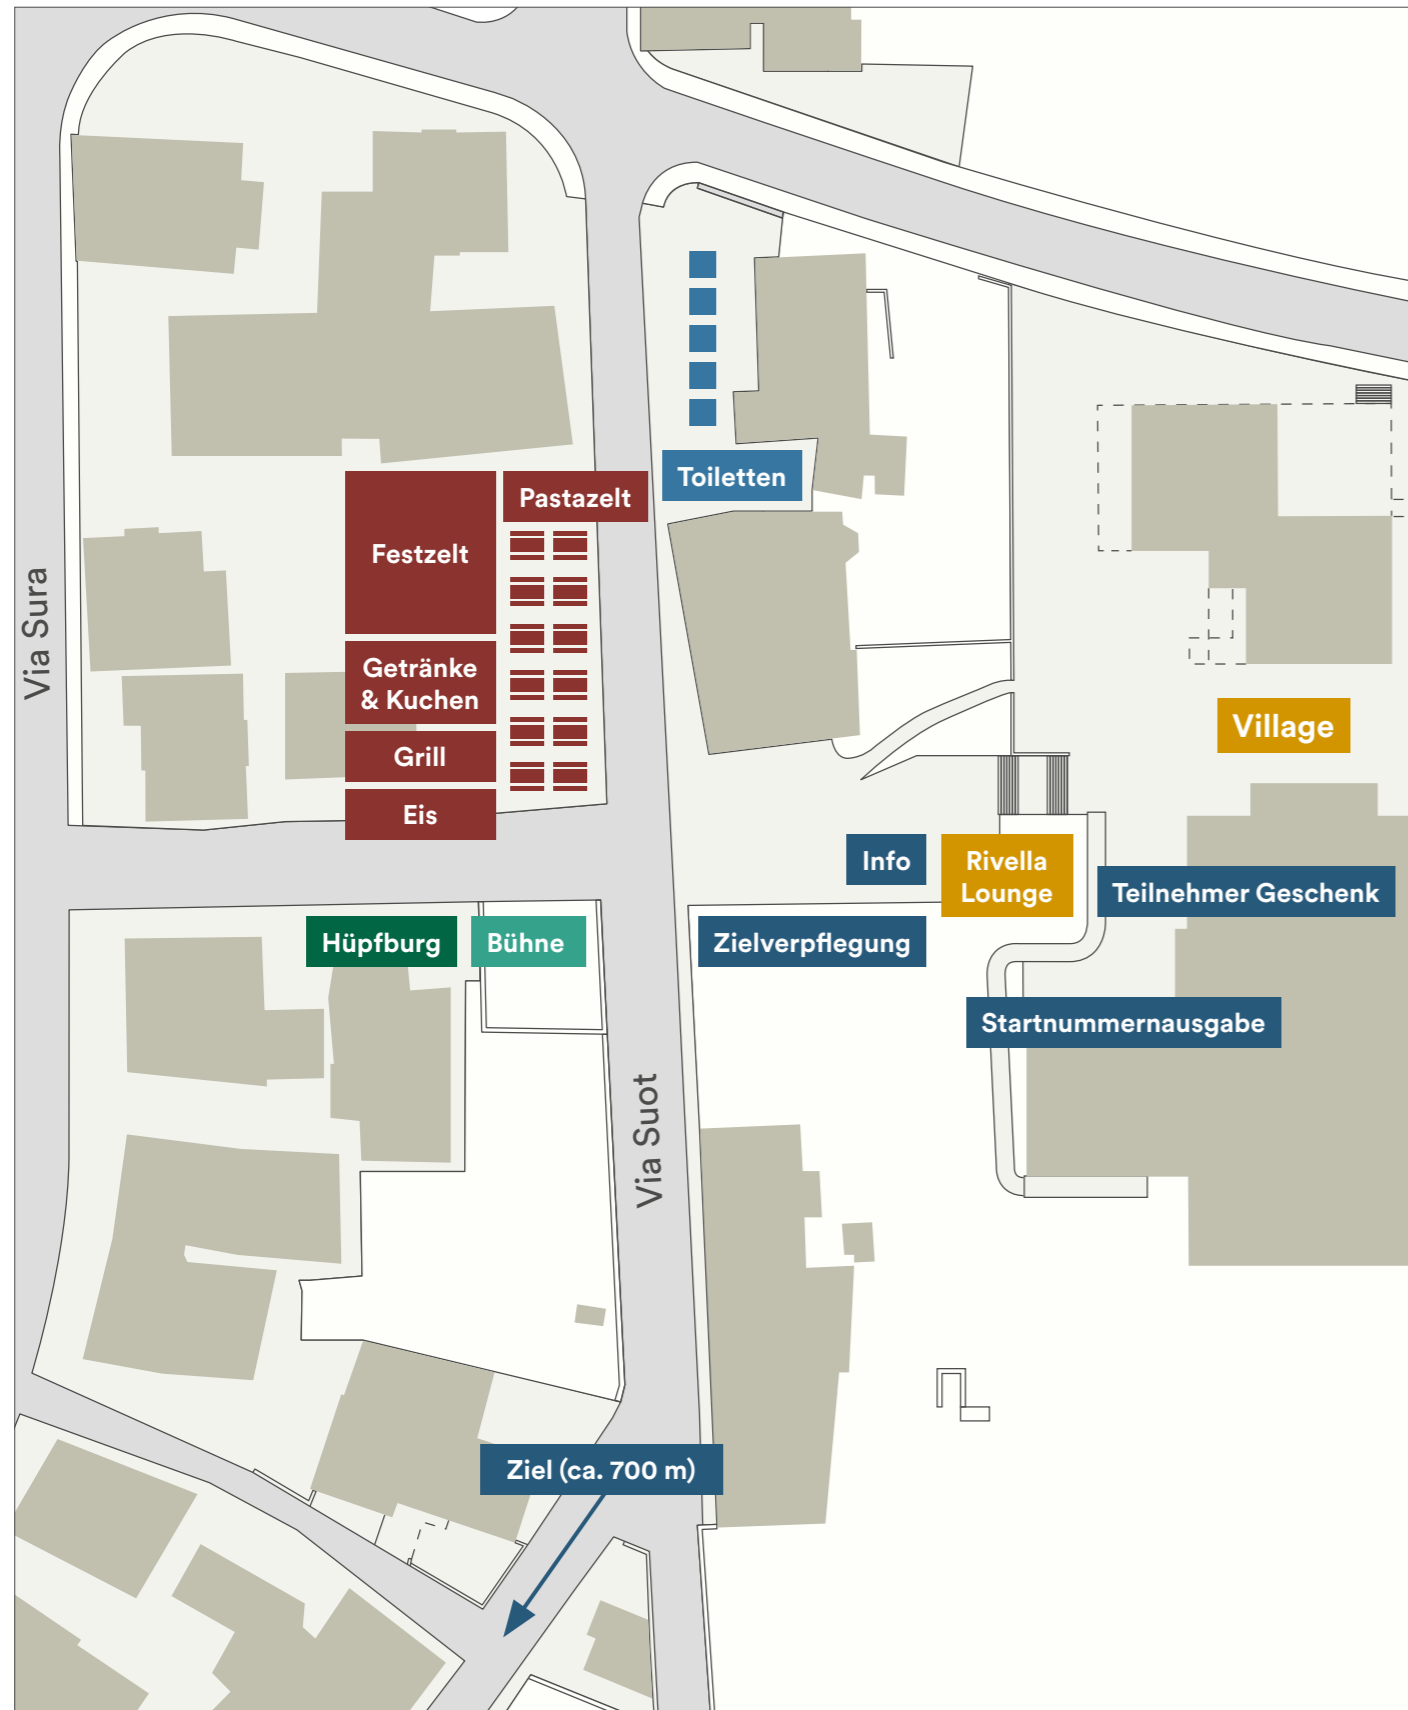 Toiletten
Pastazelt
Festzelt
Via Sura
Getränke
& Kuchen
Village
Grill
Eis
Info
Rivella
Lounge
Teilnehmer Geschenk
Hüpfburg
Bühne
Zielverpflegung
Startnummernausgabe
Via Suot
Ziel (ca. 700 m)